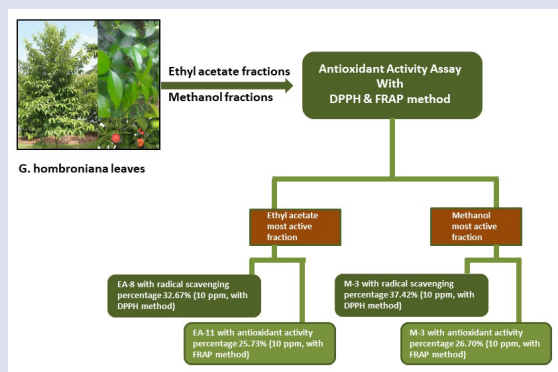 Ethyl acetate fractions
Methanol fractions
G. hombroniana leaves
Antioxidant Activity Assay
With
DPPH & FRAP method
Ethyl acetate
most active
fraction
Methanol
most active
fraction
EA-8 with radical scavenging
percentage 32.67% (10 ppm, with
DPPH method)
M-3 with radical scavenging
percentage 37.42% (10 ppm, with
DPPH method)
EA-11 with antioxidant activity
percentage 25.73% (10 ppm, with
FRAP method)
M-3 with antioxidant activity
percentage 26.70% (10 ppm, with
FRAP method)